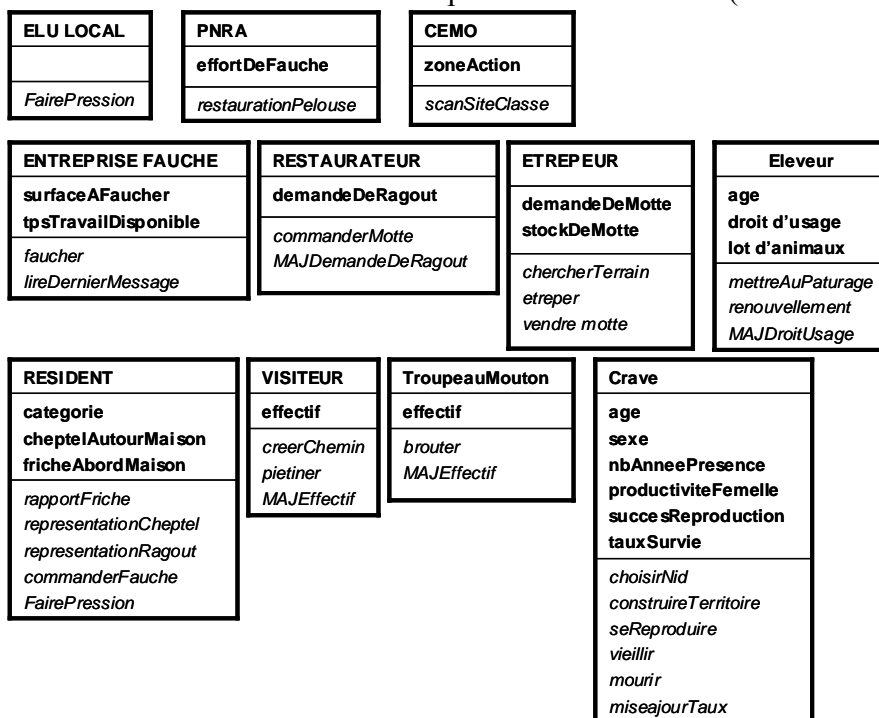 ELU LOCAL
FairePression
PNRA
effortDeFauche
restaurationPelouse
CEMO
zoneAction
scanSiteClasse
ENTREPRISE FAUCHE
surfaceAFaucher
tpsTravailDisponible
faucher
lireDernierMessage
RESTAURATEUR
demandeDeRagout
commanderMotte
MAJDemandeDeRagout
ETREPEUR
demandeDeMotte
stockDeMotte
chercherTerrain
etreper
vendre motte
Eleveur
age
droit d'usage
lot d'animaux
mettreAuPaturage
renouvellement
MAJDroitUsage
RESIDENT
categorie
cheptelAutourMaison
fricheAbordMaison
rapportFriche
representationCheptel
representationRagout
commanderFauche
FairePression
VISITEUR
effectif
creerChemin
pietiner
MAJEffectif
TroupeauMouton
effectif
brouter
MAJEffectif
Crave
age
sexe
nbAnneePresence
productiviteFemelle
succesReproduction
tauxSurvie
choisirNid
construireTerritoire
seReproduire
vieillir
mourir
miseajourTaux